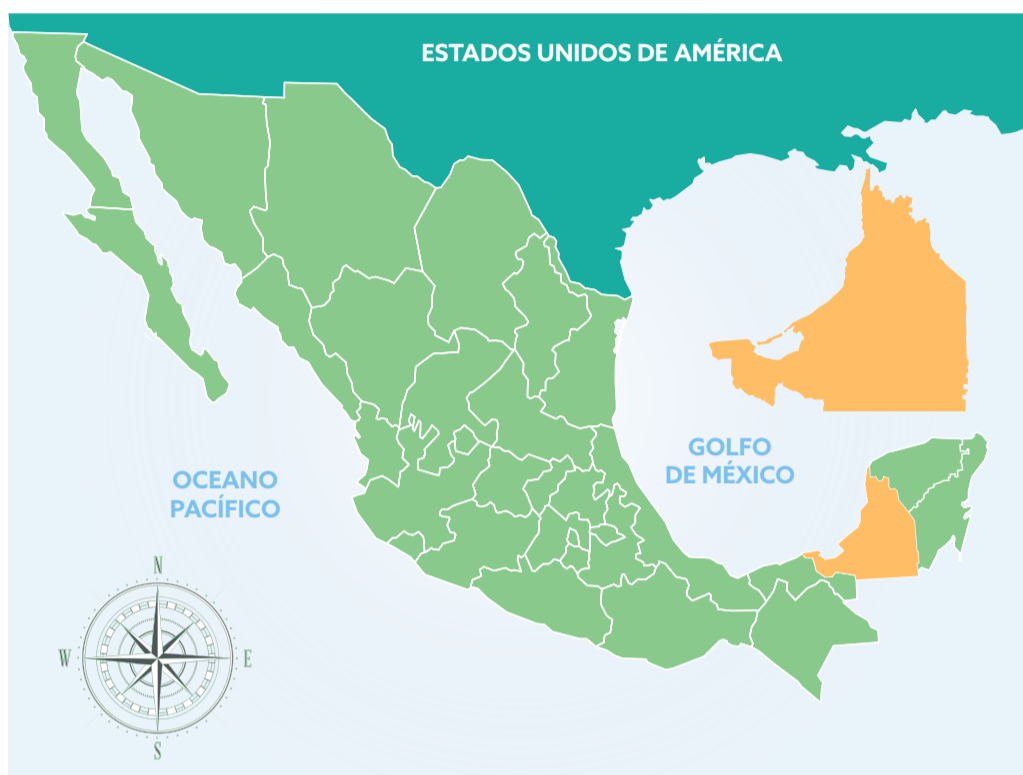 ESTADOS UNIDOS DE AMÉRICA
GOLFO
DE MÉXICO
OCEANO
PACÍFICO
N
W
E
S